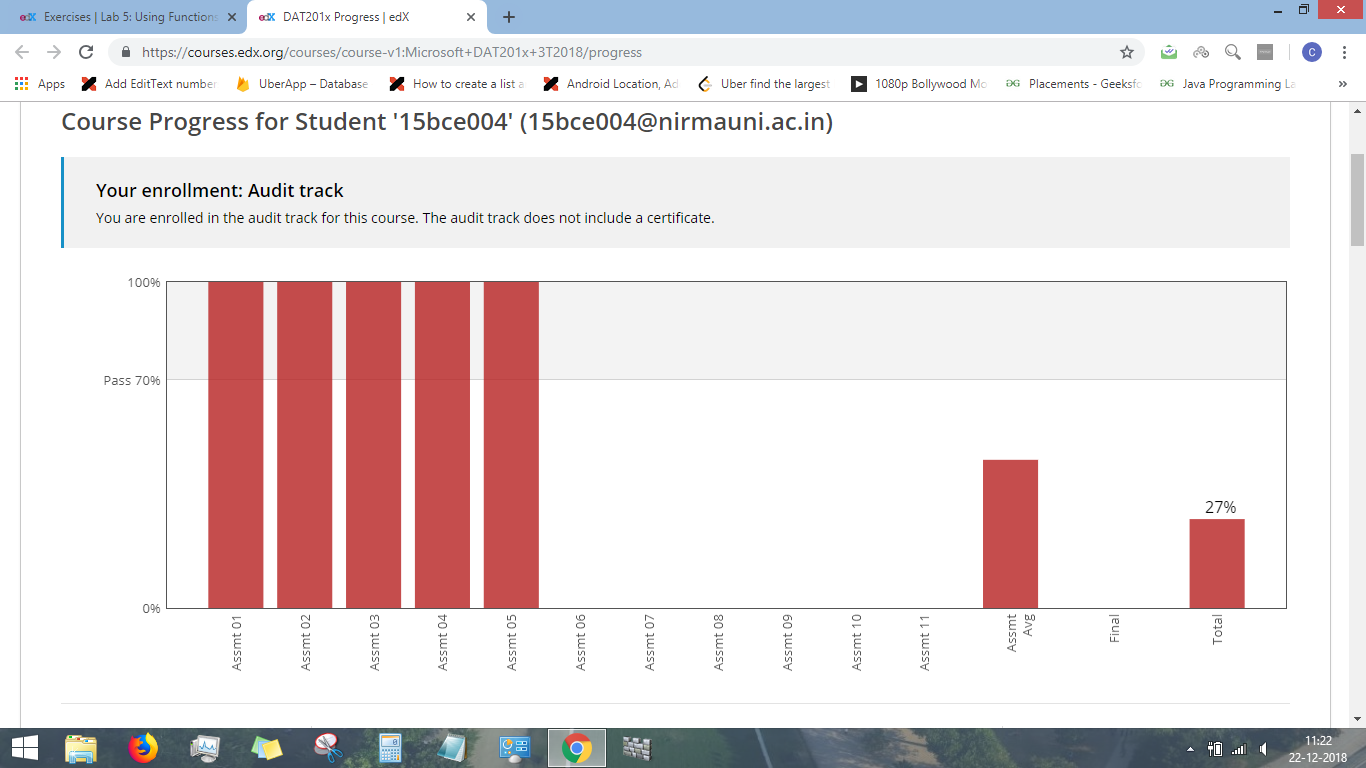 Exercises | Lab 5: Using Functions
DAT201x Progress | edX
https://courses.edx.org/courses/course-v1:Microsoft+DAT201x+3T2018/progress
C
Apps
Add EditText number
UberApp – Database
How to create a list a
Android Location, Ad
Uber find the largest
1080p Bollywood Mo
Placements - Geeksfo
Java Programming La
»
Course Progress for Student '15bce004' (15bce004@nirmauni.ac.in)
Your enrollment: Audit track
You are enrolled in the audit track for this course. The audit track does not include a certificate.
100%
Pass 70%
0%
27%
Assmt 01
Assmt 02
Assmt 03
Assmt 04
Assmt 05
Assmt 06
Assmt 07
Assmt 08
Assmt 09
Assmt 10
Assmt 11
Assmt
Avg
Final
Total
11:22
22-12-2018